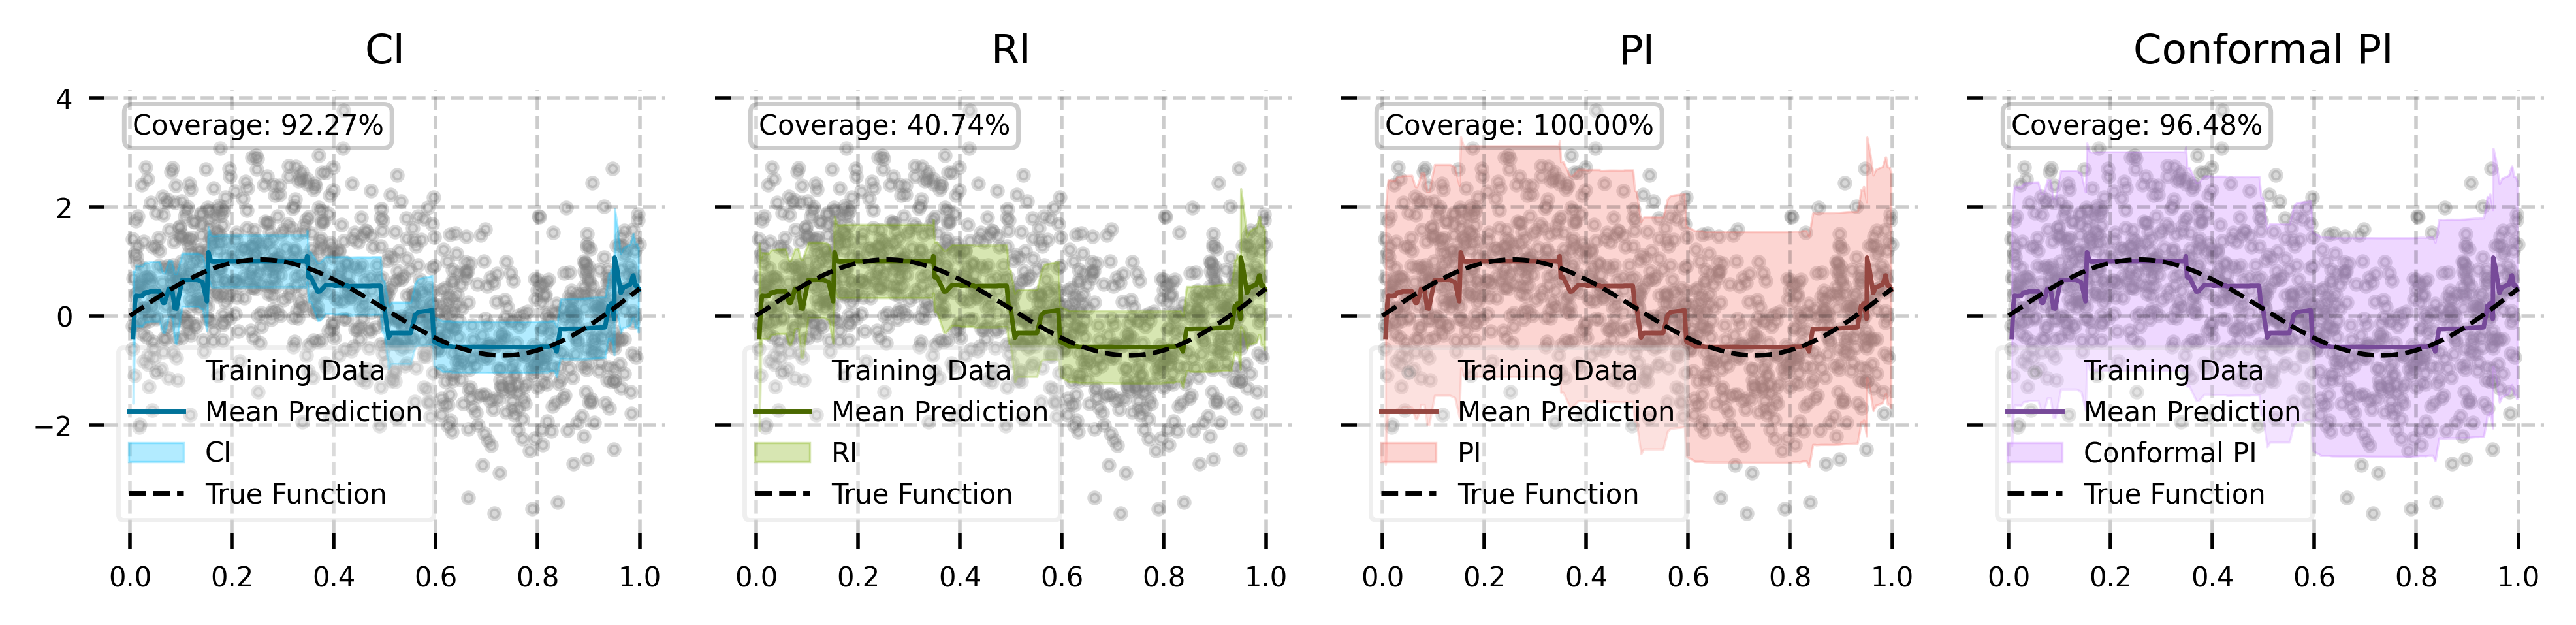 CI
RI
PI
Conformal PI
Coverage: 92.27%
Coverage: 40.74%
Coverage: 100.00%
Coverage: 96.48%
4
2
0
−2
Training Data
Mean Prediction
CI
True Function
Training Data
Mean Prediction
RI
True Function
Training Data
Mean Prediction
PI
True Function
Training Data
Mean Prediction
Conformal PI
True Function
0.0 0.2 0.4 0.6 0.8 1.0
0.0 0.2 0.4 0.6 0.8 1.0
0.0 0.2 0.4 0.6 0.8 1.0
0.0 0.2 0.4 0.6 0.8 1.0